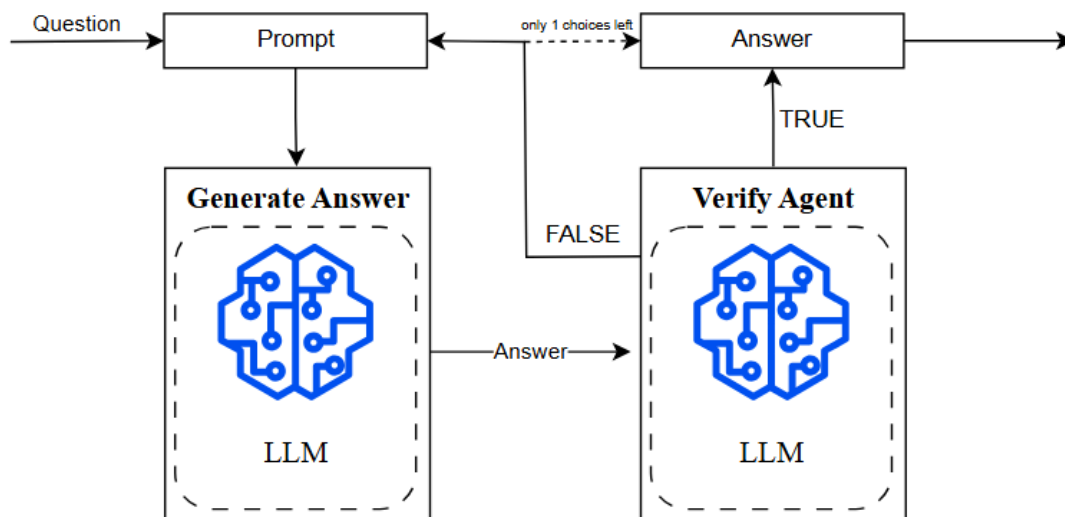 Question
Prompt
only 1 choices left
Answer
TRUE
Generate Answer
Verify Agent
FALSE
Answer
LLM
LLM